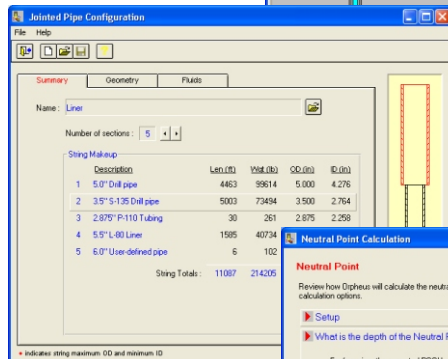 Jointed Pipe Configuration
File Help
Summary Geometry Fluids
Name: Liner
Number of sections: 5
String Makeup
Description Len (ft) Wgt (lb) OD (in) ID (in)
1 5.0" Drill pipe 4463 99614 5.000 4.276
2 3.5" S-135 Drill pipe 5003 73494 3.500 2.764
3 2.875" P-110 Tubing 30 261 2.875 2.258
4 5.5" L-80 Liner 1585 40734
5 6.0" User-defined pipe 6 102
String Totals: 11087 214205
• indicates string maximum OD and minimum ID
Neutral Point Calculation
Neutral Point
Review how Orpheus will calculate the neutra
calculation options.
Setup
What is the depth of the Neutral P